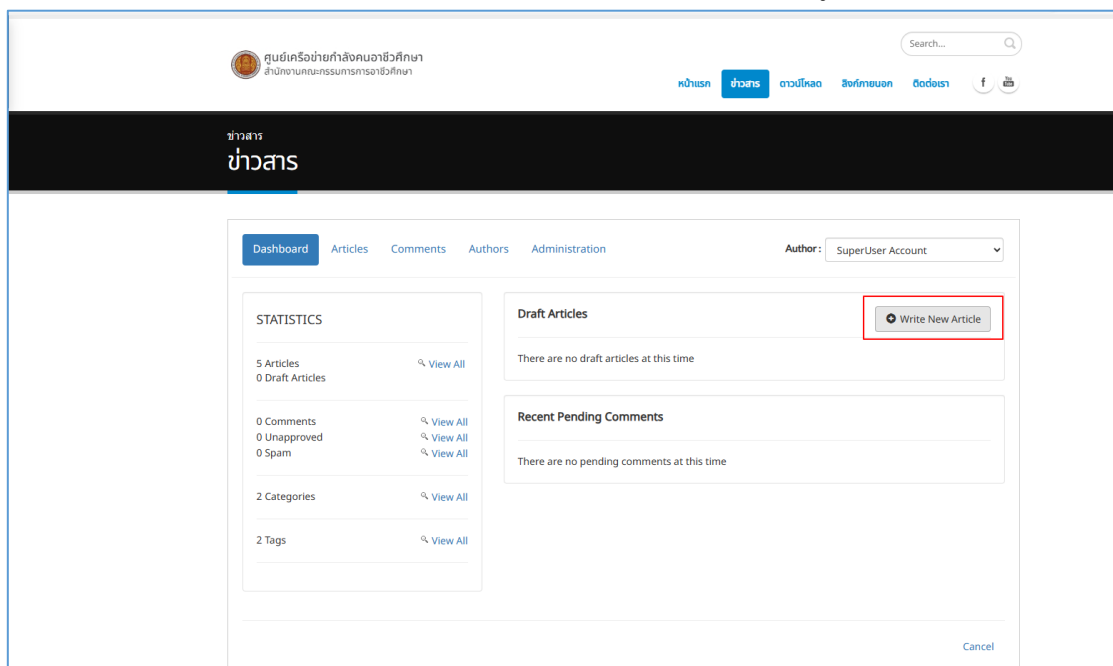 Search...
ศูนย์เครือข่ายกำลังคนอาชีวศึกษา
สำนักงานคณะกรรมการการอาชีวศึกษา
หน้าแรก ข่าวสาร ดาวน์โหลด ลิงก์ภายนอก ติดต่อเรา
ข่าวสาร
ข่าวสาร
Dashboard Articles Comments Authors Administration Author : SuperUser Account
STATISTICS
5 Articles View All
0 Draft Articles
0 Comments View All
0 Unapproved View All
0 Spam View All
2 Categories View All
2 Tags View All
Draft Articles Write New Article
There are no draft articles at this time
Recent Pending Comments
There are no pending comments at this time
Cancel